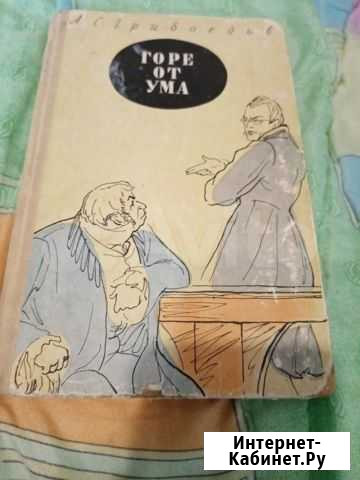 А. С. Грибоедов
ГОРЕ
ОТ
УМА
Интернет-
Кабинет.Ру